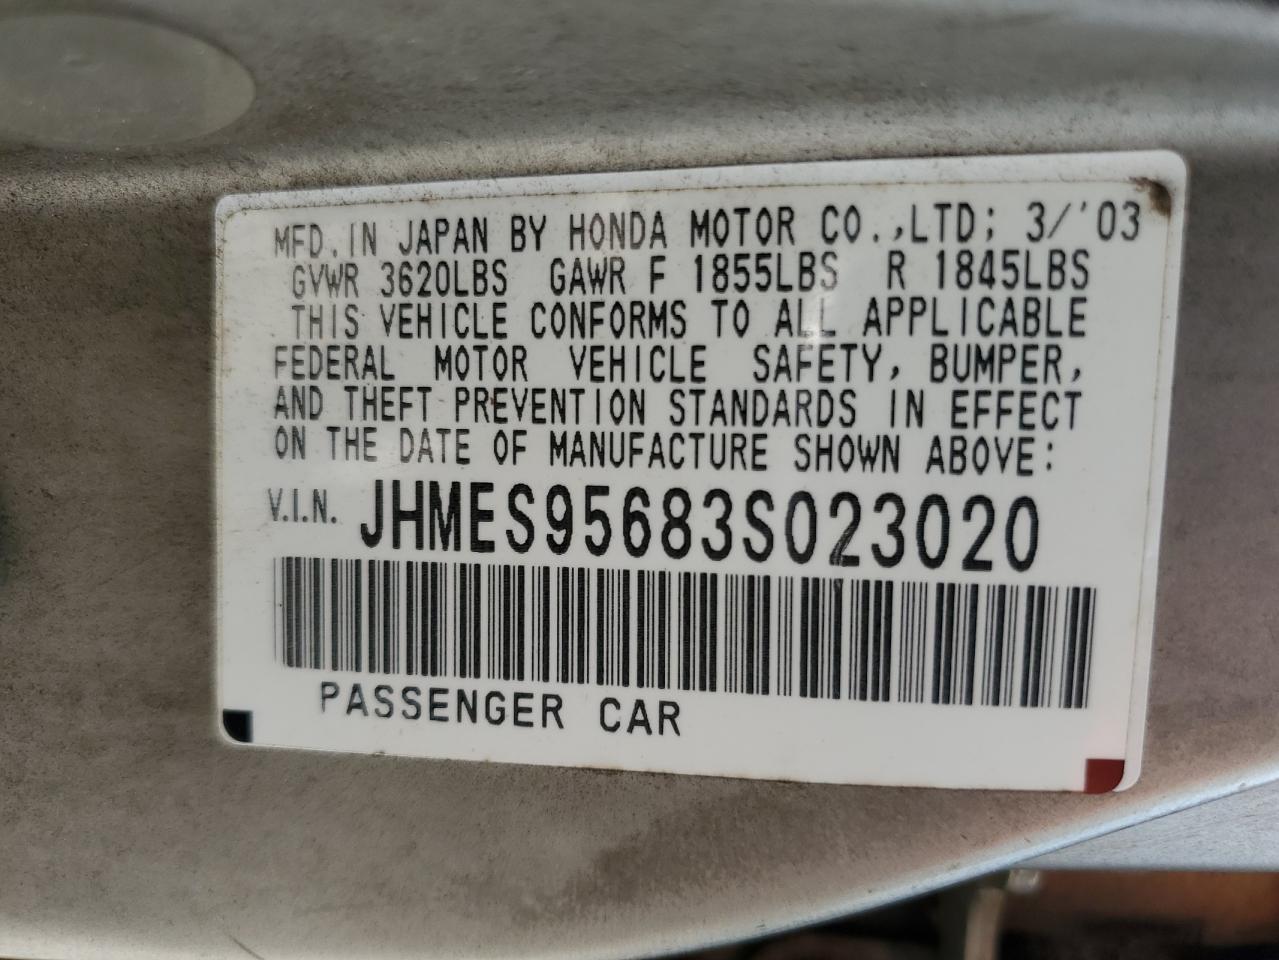 MFD. IN JAPAN BY HONDA MOTOR CO.,LTD; 3/'03
GVWR 3620LBS GAWR F 1855LBS R 1845LBS
THIS VEHICLE CONFORMS TO ALL APPLICABLE
FEDERAL MOTOR VEHICLE SAFETY, BUMPER,
AND THEFT PREVENTION STANDARDS IN EFFECT
ON THE DATE OF MANUFACTURE SHOWN ABOVE:
V.I.N. JHMES95683S023020
PASSENGER CAR